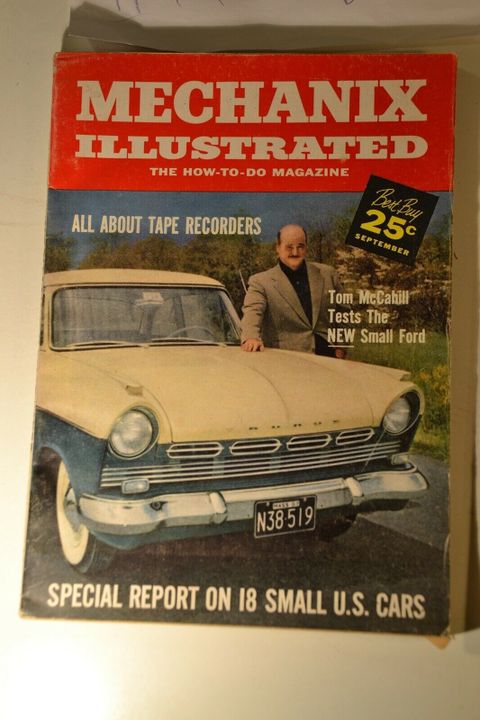 MECHANIX
ILLUSTRATED
THE HOW-TO-DO MAGAZINE
Best Buy
25c
SEPTEMBER
ALL ABOUT TAPE RECORDERS
Tom McCahill
Tests The
NEW Small Ford
TAUNUS
N38·519
SPECIAL REPORT ON 18 SMALL U.S. CARS